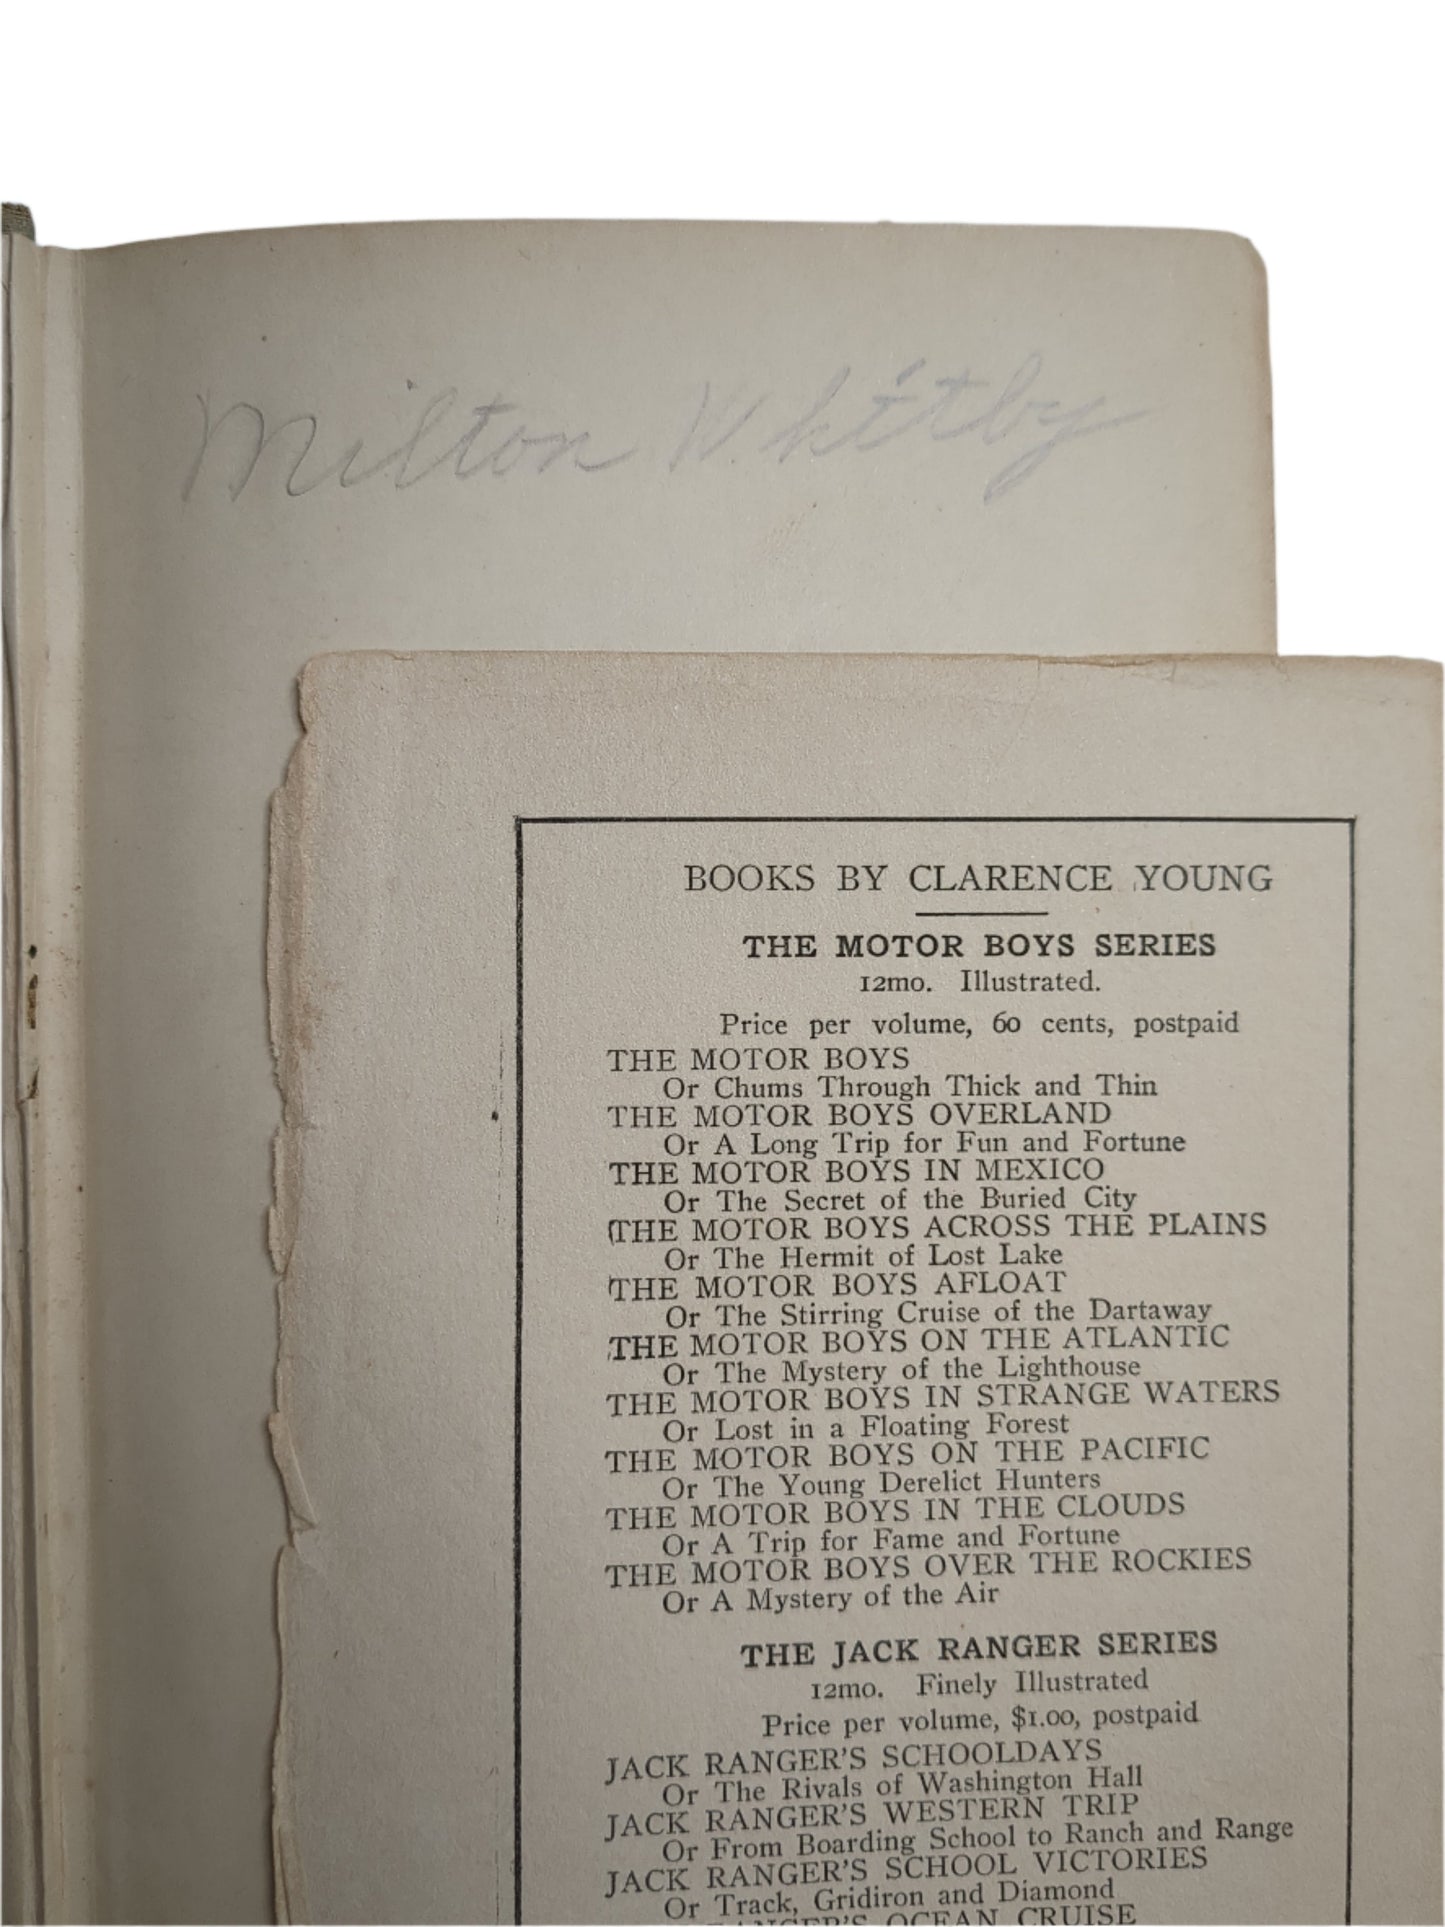 Milton Whitby
BOOKS BY CLARENCE YOUNG
THE MOTOR BOYS SERIES
12mo. Illustrated.
Price per volume, 60 cents, postpaid
THE MOTOR BOYS
Or Chums Through Thick and Thin
THE MOTOR BOYS OVERLAND
Or A Long Trip for Fun and Fortune
THE MOTOR BOYS IN MEXICO
Or The Secret of the Buried City
THE MOTOR BOYS ACROSS THE PLAINS
Or The Hermit of Lost Lake
THE MOTOR BOYS AFLOAT
Or The Stirring Cruise of the Dartaway
THE MOTOR BOYS ON THE ATLANTIC
Or The Mystery of the Lighthouse
THE MOTOR BOYS IN STRANGE WATERS
Or Lost in a Floating Forest
THE MOTOR BOYS ON THE PACIFIC
Or The Young Derelict Hunters
THE MOTOR BOYS IN THE CLOUDS
Or A Trip for Fame and Fortune
THE MOTOR BOYS OVER THE ROCKIES
Or A Mystery of the Air
THE JACK RANGER SERIES
12mo. Finely Illustrated
Price per volume, $1.00, postpaid
JACK RANGER'S SCHOOLDAYS
Or The Rivals of Washington Hall
JACK RANGER'S WESTERN TRIP
Or From Boarding School to Ranch and Range
JACK RANGER'S SCHOOL VICTORIES
Or Track, Gridiron and Diamond
RANGER'S OCEAN CRUISE